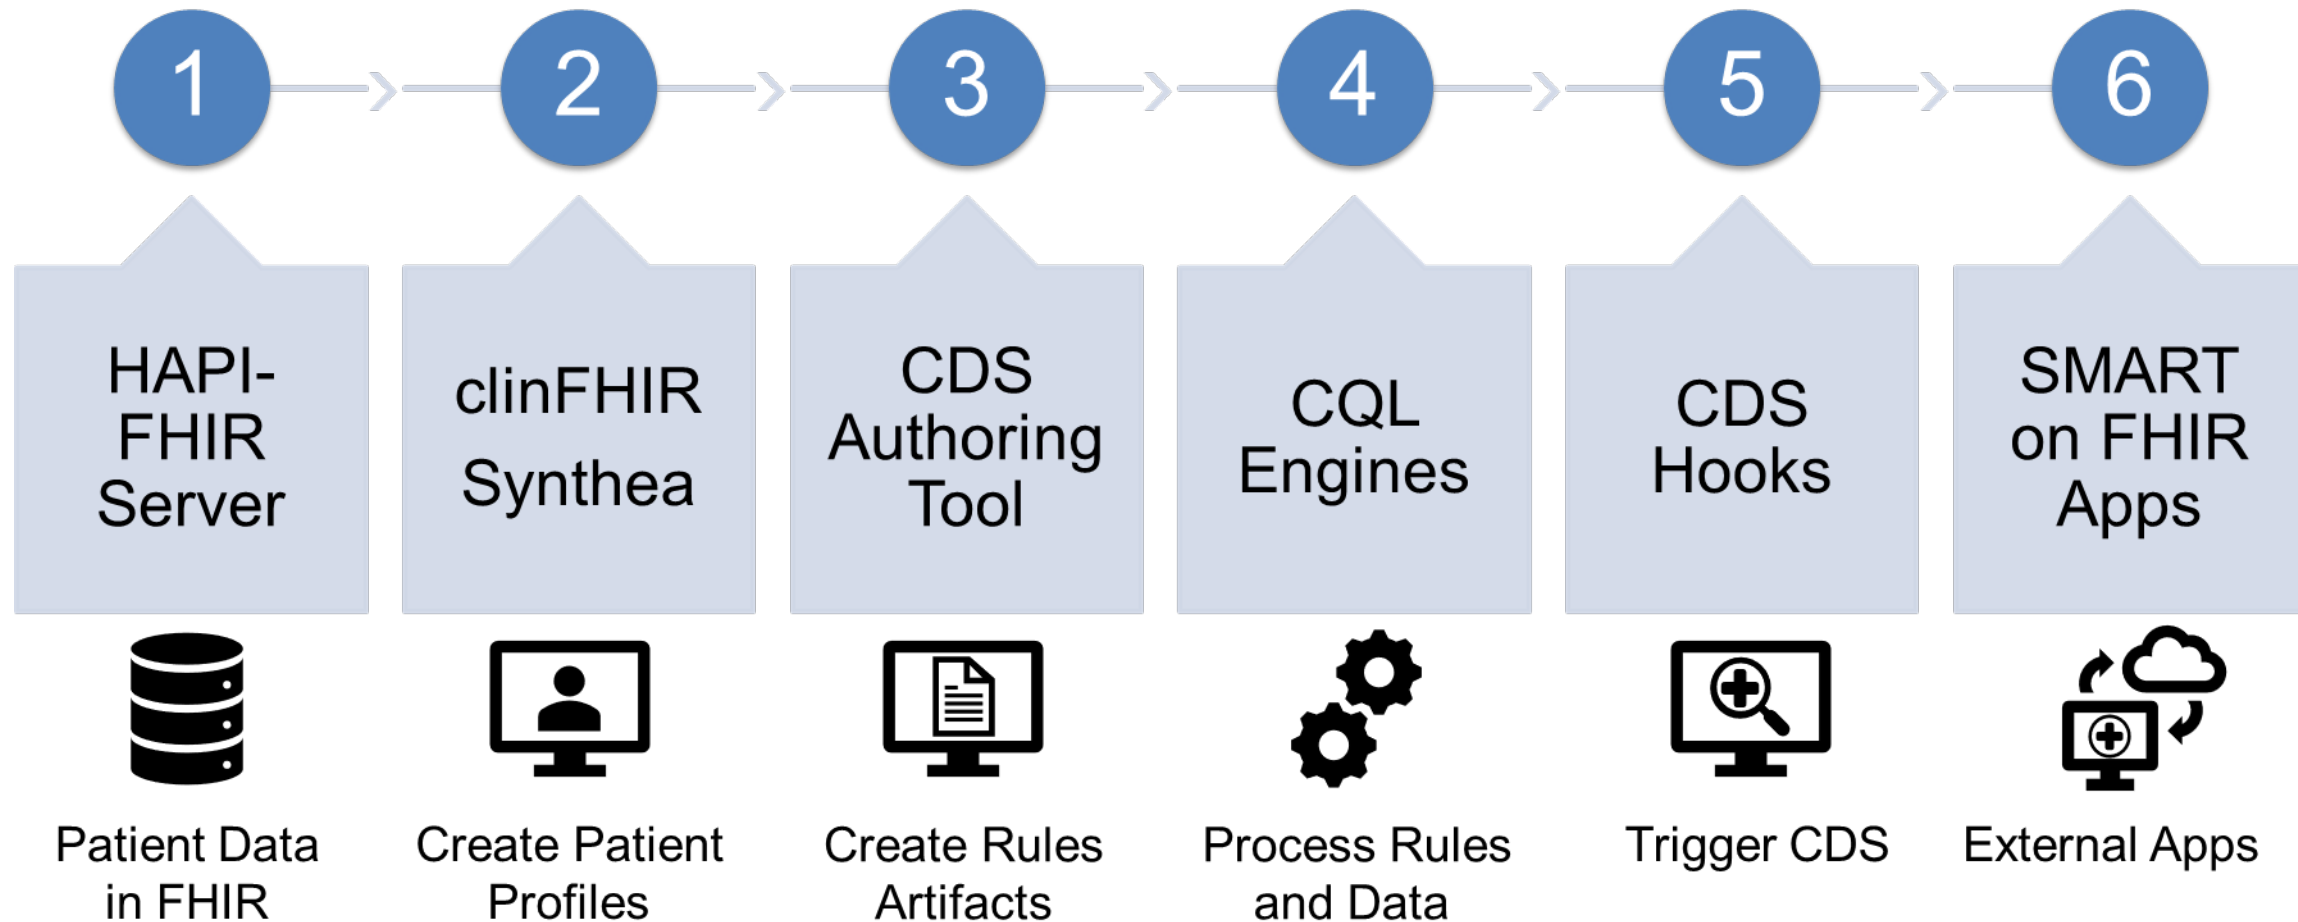 1
2
3
4
5
6
HAPI-
FHIR
Server
clinFHIR
Synthea
CDS
Authoring
Tool
CQL
Engines
CDS
Hooks
SMART
on FHIR
Apps
Patient Data
in FHIR
Create Patient
Profiles
Create Rules
Artifacts
Process Rules
and Data
Trigger CDS
External Apps